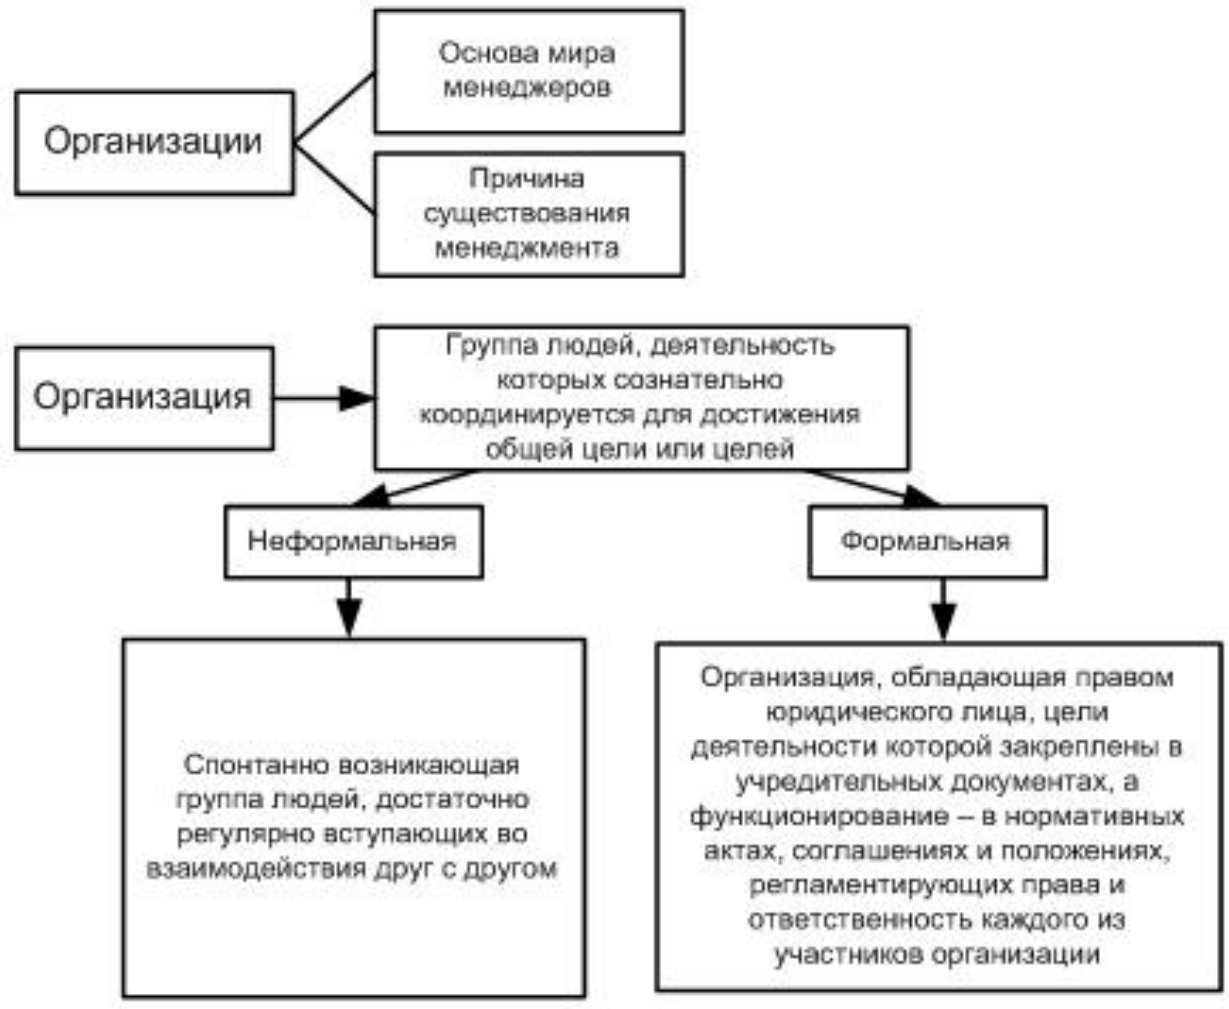 Организации
Основа мира
менеджеров
Причина
существования
менеджмента
Организация
Группа людей, деятельность
которых сознательно
координируется для достижения
общей цели или целей
Неформальная
Формальная
Спонтанно возникающая
группа людей, достаточно
регулярно вступающих во
взаимодействия друг с другом
Организация, обладающая правом
юридического лица, цели
деятельности которой закреплены в
учредительных документах, а
функционирование – в нормативных
актах, соглашениях и положениях,
регламентирующих права и
ответственность каждого из
участников организации